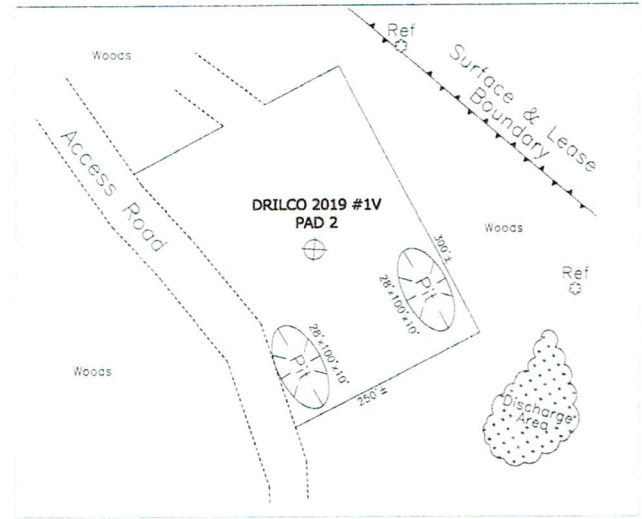 Ref
Woods
Surface & Lease
Boundary
Access Road
DRILCO 2019 #1V
PAD 2
Woods
300'±
Ref
Pit
28'x100'x10'
28'x100'x10'
Pit
Woods
250'±
Discharge
Area